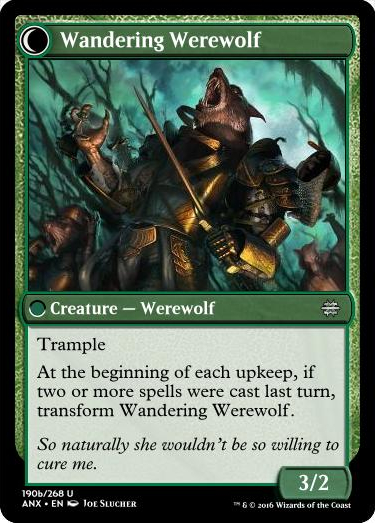 Wandering Werewolf
Creature — Werewolf
Trample
At the beginning of each upkeep, if
two or more spells were cast last turn,
transform Wandering Werewolf.
So naturally she wouldn't be so willing to
cure me.
3/2
190b/268 U
ANX • EN Joe Slucher
™ & © 2016 Wizards of the Coast